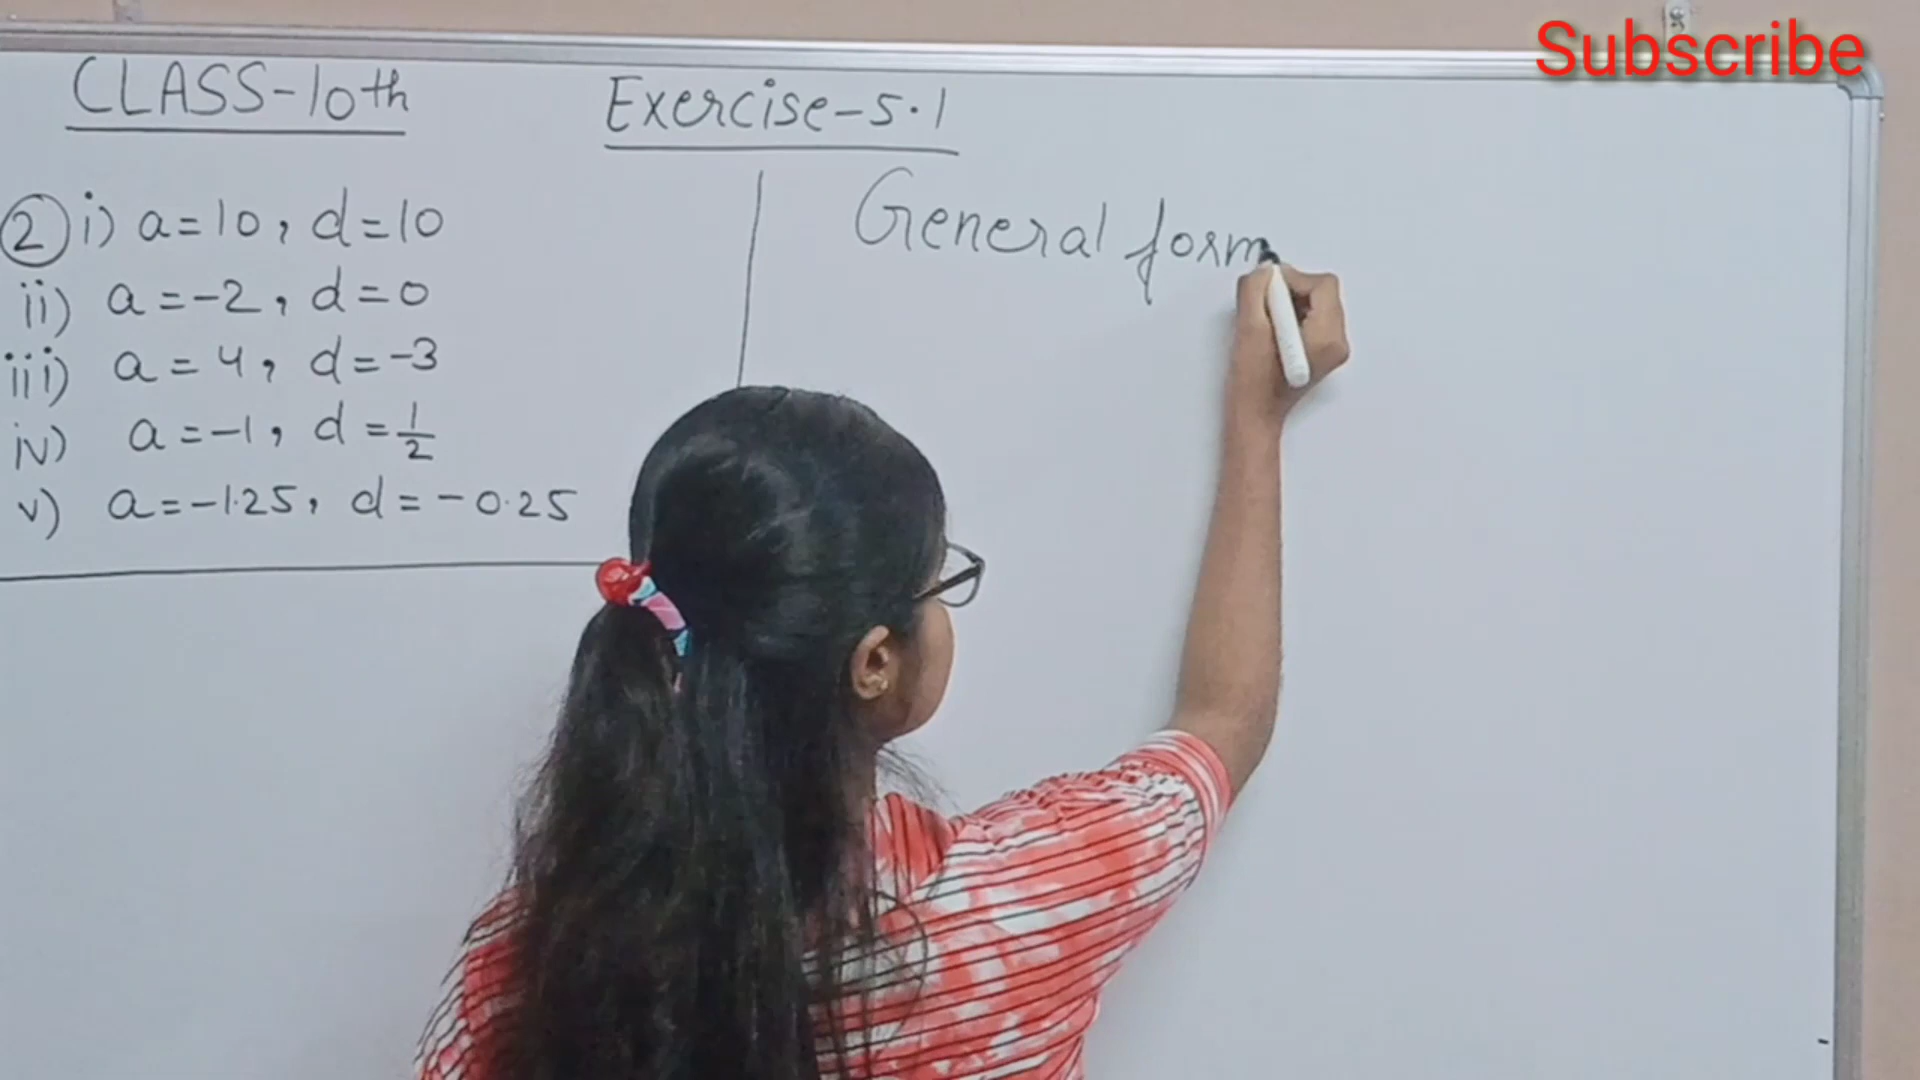 Subscribe
CLASS-10th
Exercise-5.1
② i) a=10, d=10
ii) a=-2, d=0
iii) a=4, d=-3
iv) a=-1, d=1/2
v) a=-1.25, d=-0.25
General form